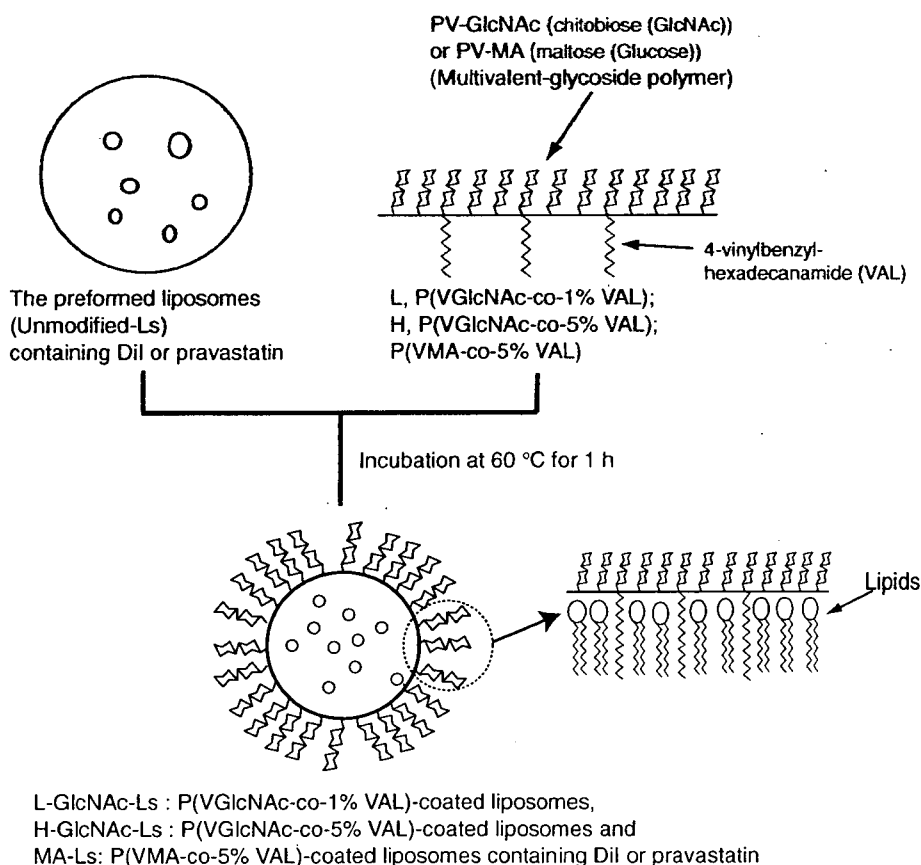 PV-GlcNAc (chitobiose (GlcNAc))
or PV-MA (maltose (Glucose))
(Multivalent-glycoside polymer)
4-vinylbenzyl-
hexadecanamide (VAL)
The preformed liposomes
(Unmodified-Ls)
containing DiI or pravastatin
L, P(VGlcNAc-co-1% VAL);
H, P(VGlcNAc-co-5% VAL);
P(VMA-co-5% VAL)
Incubation at 60 °C for 1 h
Lipids
L-GlcNAc-Ls : P(VGlcNAc-co-1% VAL)-coated liposomes,
H-GlcNAc-Ls : P(VGlcNAc-co-5% VAL)-coated liposomes and
MA-Ls: P(VMA-co-5% VAL)-coated liposomes containing DiI or pravastatin